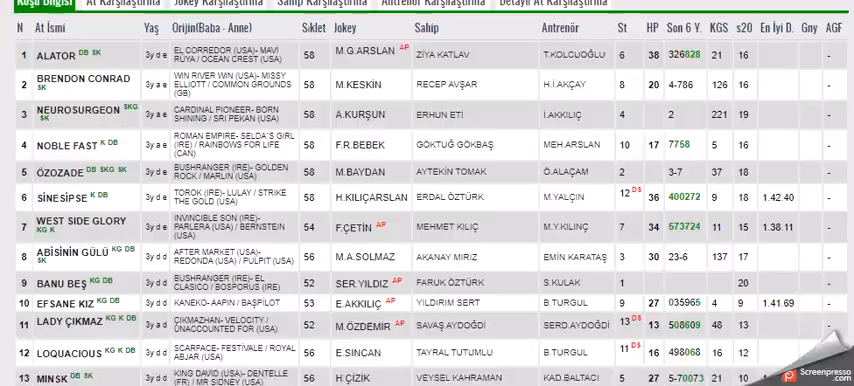 Koşu Bilgisi At Karşılaştırma Jokey Karşılaştırma Sahip Karşılaştırma Antrenör Karşılaştırma Detaylı At Karşılaştırma
N At İsmi Yaş Orijin(Baba - Anne) Sıklet Jokey Sahip Antrenör St HP Son 6 Y. KGS s20 En İyi D. Gny AGF
1 ALATOR DB SK 3y d e EL CORREDOR (USA)- MAVİ RÜYA / OCEAN CREST (USA) 58 M.G.ARSLAN AP ZİYA KATLAV T.KOLCUOĞLU 6 38 326828 21 16 -
2 BRENDON CONRAD SK 3y a e WIN RIVER WIN (USA)- MISSY ELLIOTT / COMMON GROUNDS (GB) 58 M.KESKİN RECEP AVŞAR H.İ.AKÇAY 8 20 4-786 126 16 -
3 NEUROSURGEON SKG SK 3y a e CARDINAL PIONEER- BORN SHINING / SRI PEKAN (USA) 58 A.KURŞUN ERHUN ETİ İ.AKKILIÇ 4 2 221 19 -
4 NOBLE FAST K DB 3y a e ROMAN EMPIRE- SELDA'S GIRL (IRE) / RAINBOWS FOR LIFE (CAN) 58 F.R.BEBEK GÖKTUĞ GÖKBAŞ MEH.ARSLAN 10 17 7758 5 16 -
5 ÖZOZADE DB SKG SK 3y d e BUSHRANGER (IRE)- GOLDEN ROCK / MARLIN (USA) 58 M.BAYDAN AYTEKİN TOMAK Ö.ALAÇAM 2 3-7 37 18 -
6 SİNESİPSE K DB 3y d e TOROK (IRE)- LULAY / STRIKE THE GOLD (USA) 58 H.KILIÇARSLAN ERDAL ÖZTÜRK M.YALÇIN 12 DS 36 400272 9 18 1.42.40 -
7 WEST SIDE GLORY KG K 3y d e INVINCIBLE SON (IRE)- PARLERA (USA) / BERNSTEIN (USA) 54 F.ÇETİN AP MEHMET KILIÇ M.Y.KILINÇ 7 34 573724 11 15 1.38.11 -
8 ABİSİNİN GÜLÜ KG DB SK 3y d d AFTER MARKET (USA)- REDONDA (USA) / PULPIT (USA) 56 M.A.SOLMAZ AKANAY MIRIZ EMİN KARATAŞ 3 30 23-6 137 17 -
9 BANU BEŞ KG DB 3y d d BUSHRANGER (IRE)- EL CLASICO / BOSPORUS (IRE) 52 SER.YILDIZ AP FARUK ÖZTÜRK S.KULAK 1 20 -
10 EFSANE KIZ KG DB 3y d d KANEKO- AAPIN / BAŞPİLOT 53 E.AKKILIÇ AP YILDIRIM SERT B.TURGUL 9 27 035965 4 9 1.41.69 -
11 LADY ÇIKMAZ KG K DB 3y a d ÇIKMAZHAN- VELOCITY / UNACCOUNTED FOR (USA) 52 M.ÖZDEMİR AP SAVAŞ AYDOĞDİ SERD.AYDOĞDİ 13 DS 13 508609 48 13 -
12 LOQUACIOUS KG K DB 3y d d SCARFACE- FESTİVALE / ROYAL ABJAR (USA) 56 E.SİNCAN TAYRAL TUTUMLU B.TURGUL 11 DS 16 498068 16 12 -
13 MINSK DB SK 3y d d KING DAVID (USA)- DENTELLE (FR) / MR SIDNEY (USA) 56 H.ÇİZİK VEYSEL KAHRAMAN KAD.BALTACI 5 27 5-70073 21 10
Screenpresso.com